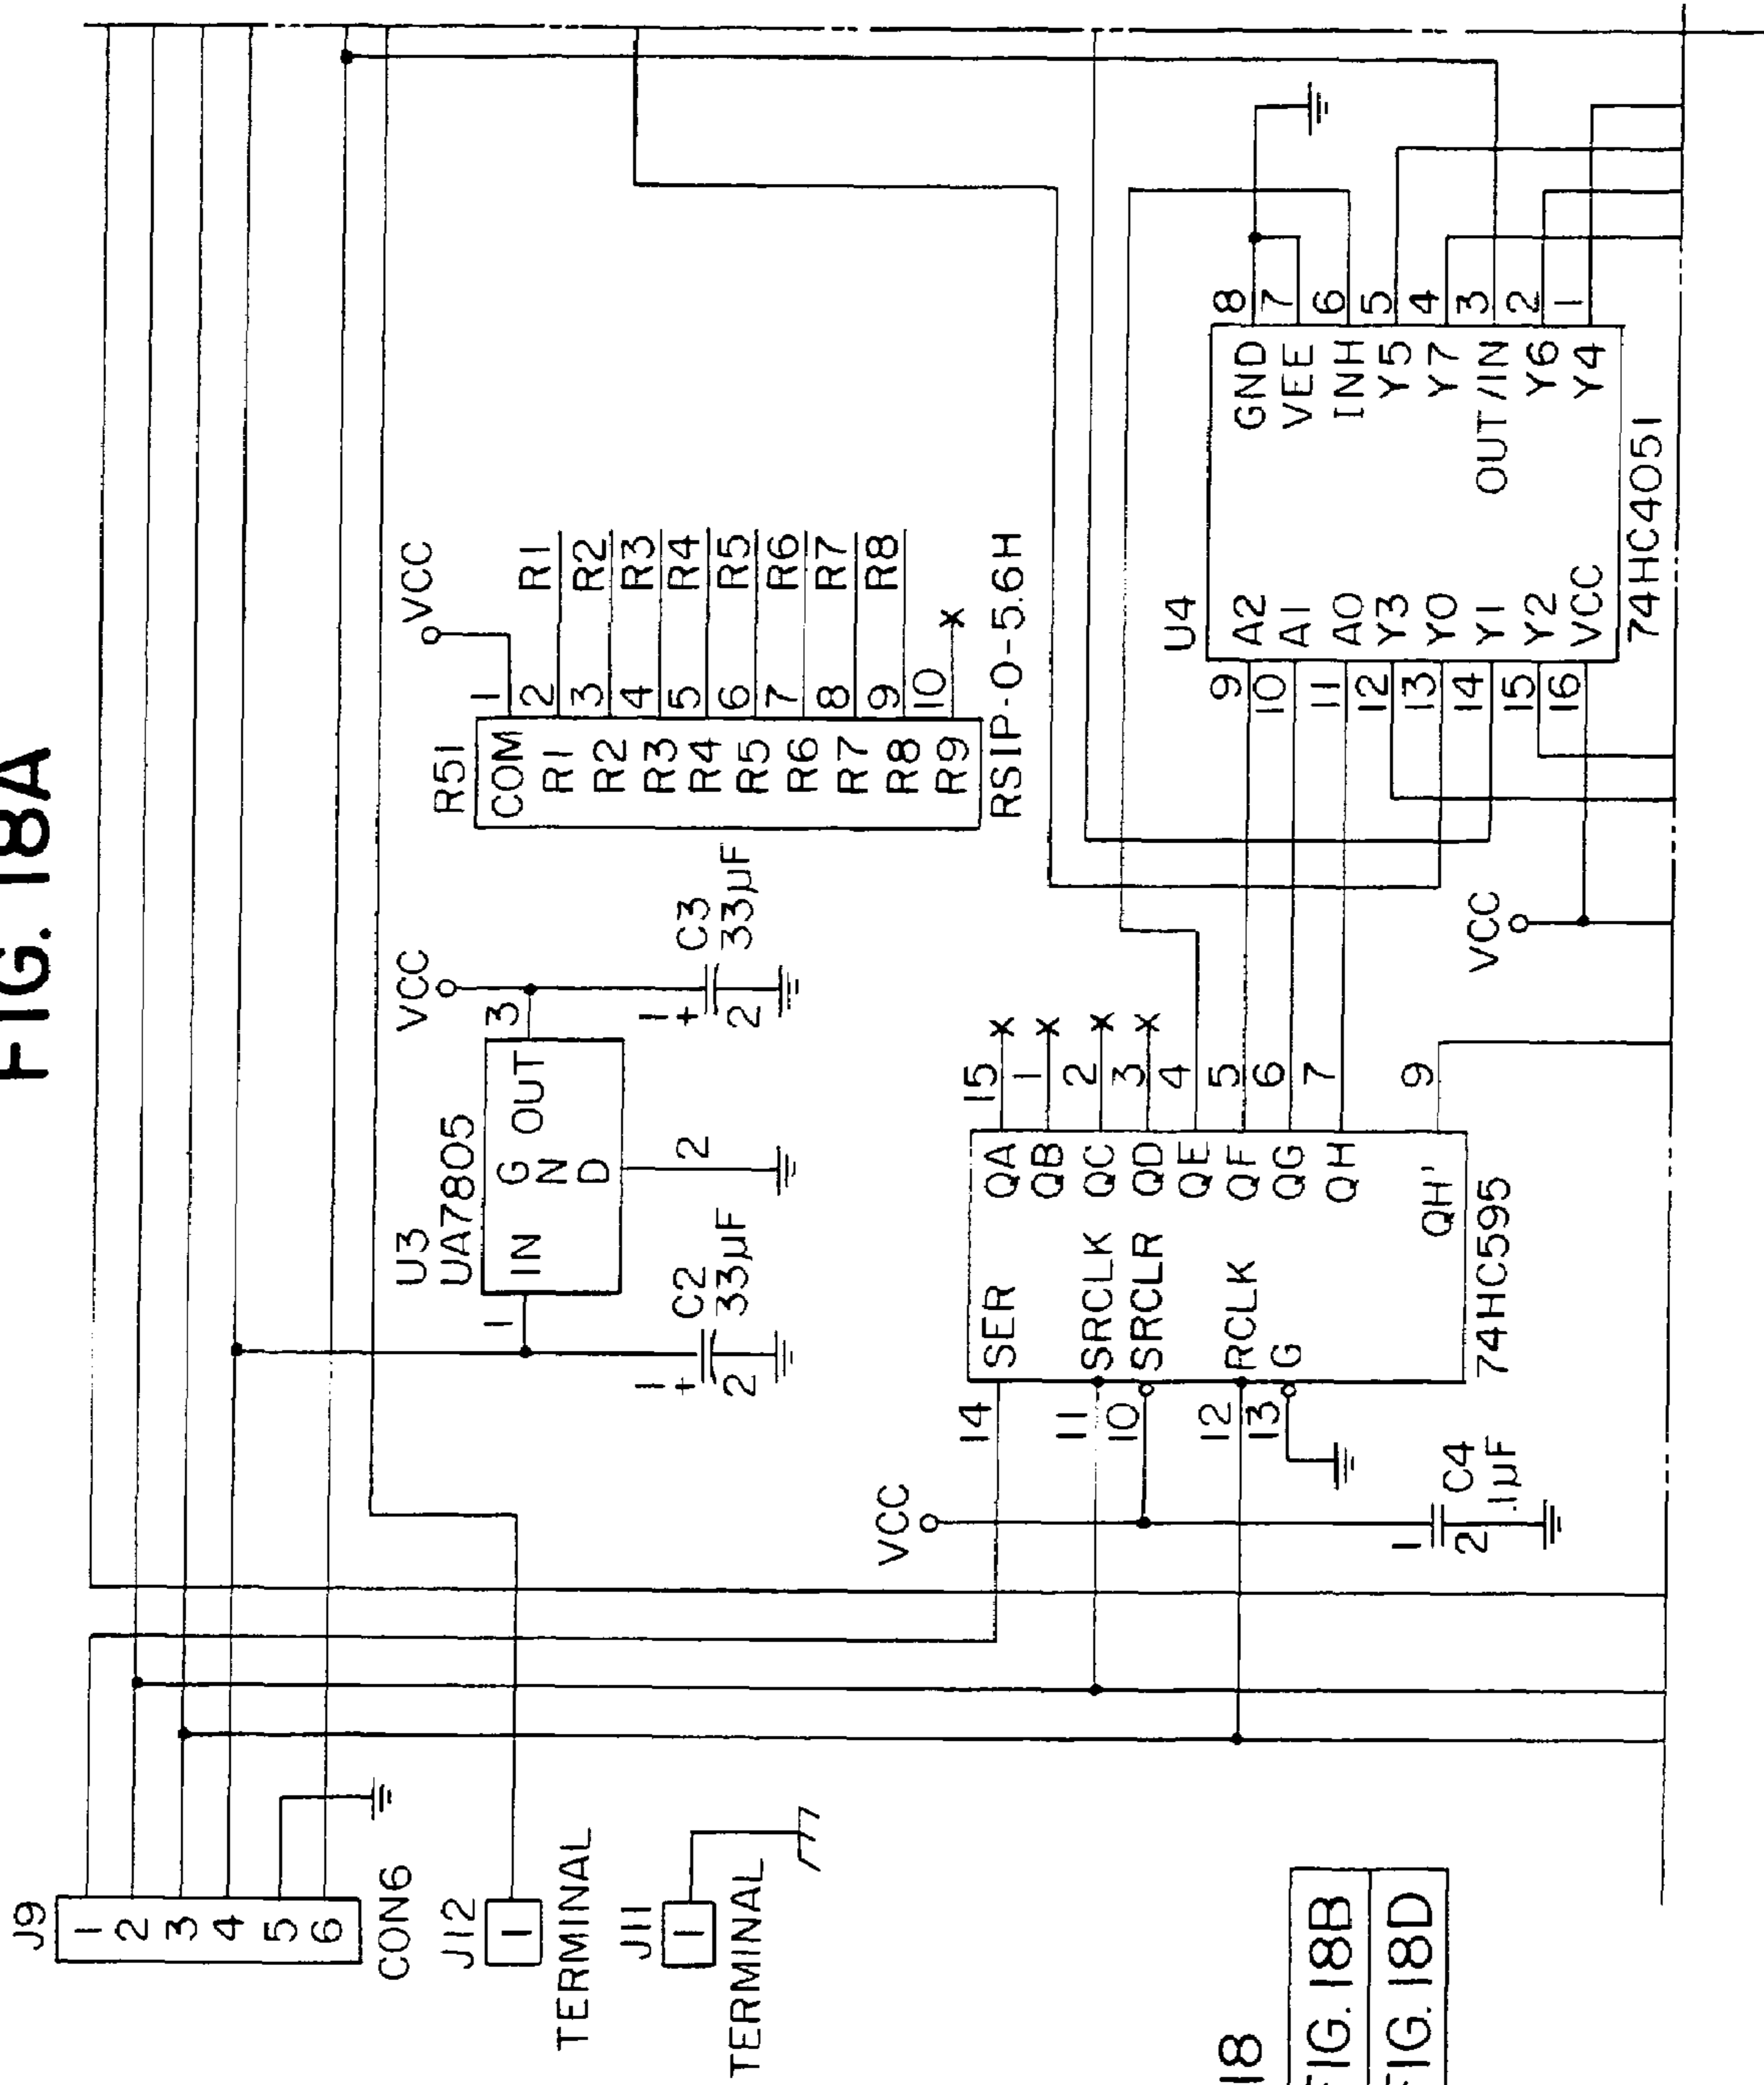 FIG. 18A
J9
1
2
3
4
5
6
CON6
J12
1
TERMINAL
J11
1
TERMINAL
U3
UA7805
IN
G
N
D
OUT
1
2
3
VCC
C2
33µF
1
+
2
C3
33µF
1
+
2
R51
COM
R1
R2
R3
R4
R5
R6
R7
R8
R9
RSIP-0-5.6H
1
2
3
4
5
6
7
8
9
10
x
VCC
R1
R2
R3
R4
R5
R6
R7
R8
VCC
14
11
10
12
13
SER
SRCLK
SRCLR
RCLK
G
QA
QB
QC
QD
QE
QF
QG
QH
QH'
15
1
2
3
4
5
6
7
9
x
x
x
x
74HC595
C4
.1µF
1
2
VCC
U4
9
10
11
12
13
14
15
16
A2
A1
A0
Y3
Y0
Y1
Y2
VCC
GND
VEE
INH
Y5
Y7
OUT/IN
Y6
Y4
8
7
6
5
4
3
2
1
74HC4051
18
FIG. 18B
FIG. 18D